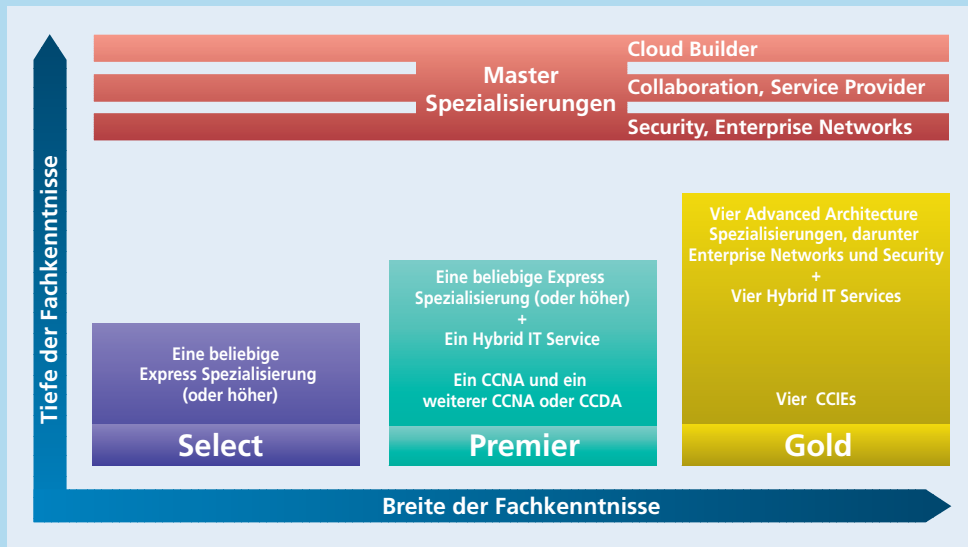 Tiefe der Fachkenntnisse
Master
Spezialisierungen
Cloud Builder
Collaboration, Service Provider
Security, Enterprise Networks
Eine beliebige
Express Spezialisierung
(oder höher)
Select
Eine beliebige Express
Spezialisierung (oder höher)
+
Ein Hybrid IT Service
Ein CCNA und ein
weiterer CCNA oder CCDA
Premier
Vier Advanced Architecture
Spezialisierungen, darunter
Enterprise Networks und Security
+
Vier Hybrid IT Services
Vier CCIEs
Gold
Breite der Fachkenntnisse